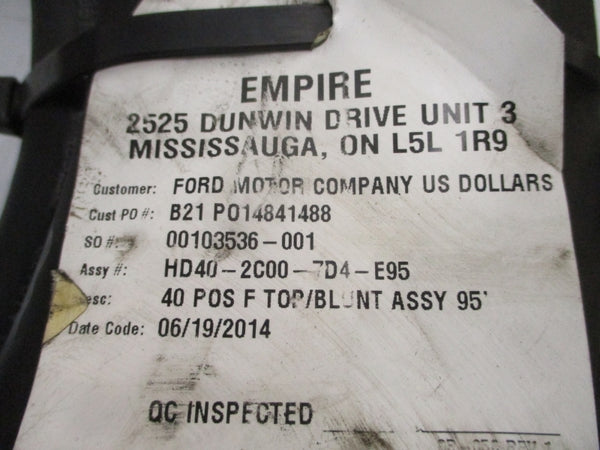 EMPIRE
2525 DUNWIN DRIVE UNIT 3
MISSISSAUGA, ON L5L 1R9
Customer: FORD MOTOR COMPANY US DOLLARS
Cust PO #: B21 PO14841488
SO #: 00103536-001
Assy #: HD40-2C00-7D4-E95
esc: 40 POS F TOP/BLUNT ASSY 95'
Date Code: 06/19/2014
QC INSPECTED